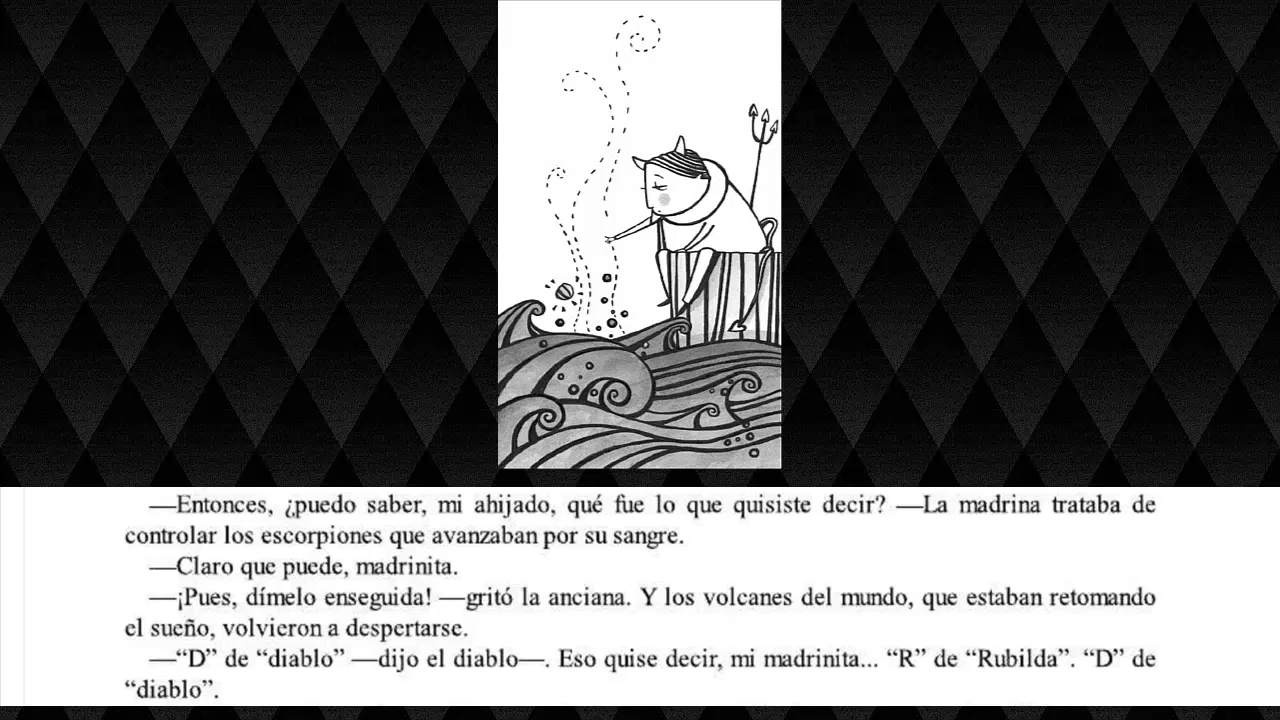 —Entonces, ¿puedo saber, mi ahijado, qué fue lo que quisiste decir? —La madrina trataba de
controlar los escorpiones que avanzaban por su sangre.
—Claro que puede, madrinita.
—¡Pues, dímelo enseguida! —gritó la anciana. Y los volcanes del mundo, que estaban retomando
el sueño, volvieron a despertarse.
—“D” de “diablo” —dijo el diablo—. Eso quise decir, mi madrinita... “R” de “Rubilda”. “D” de
“diablo”.